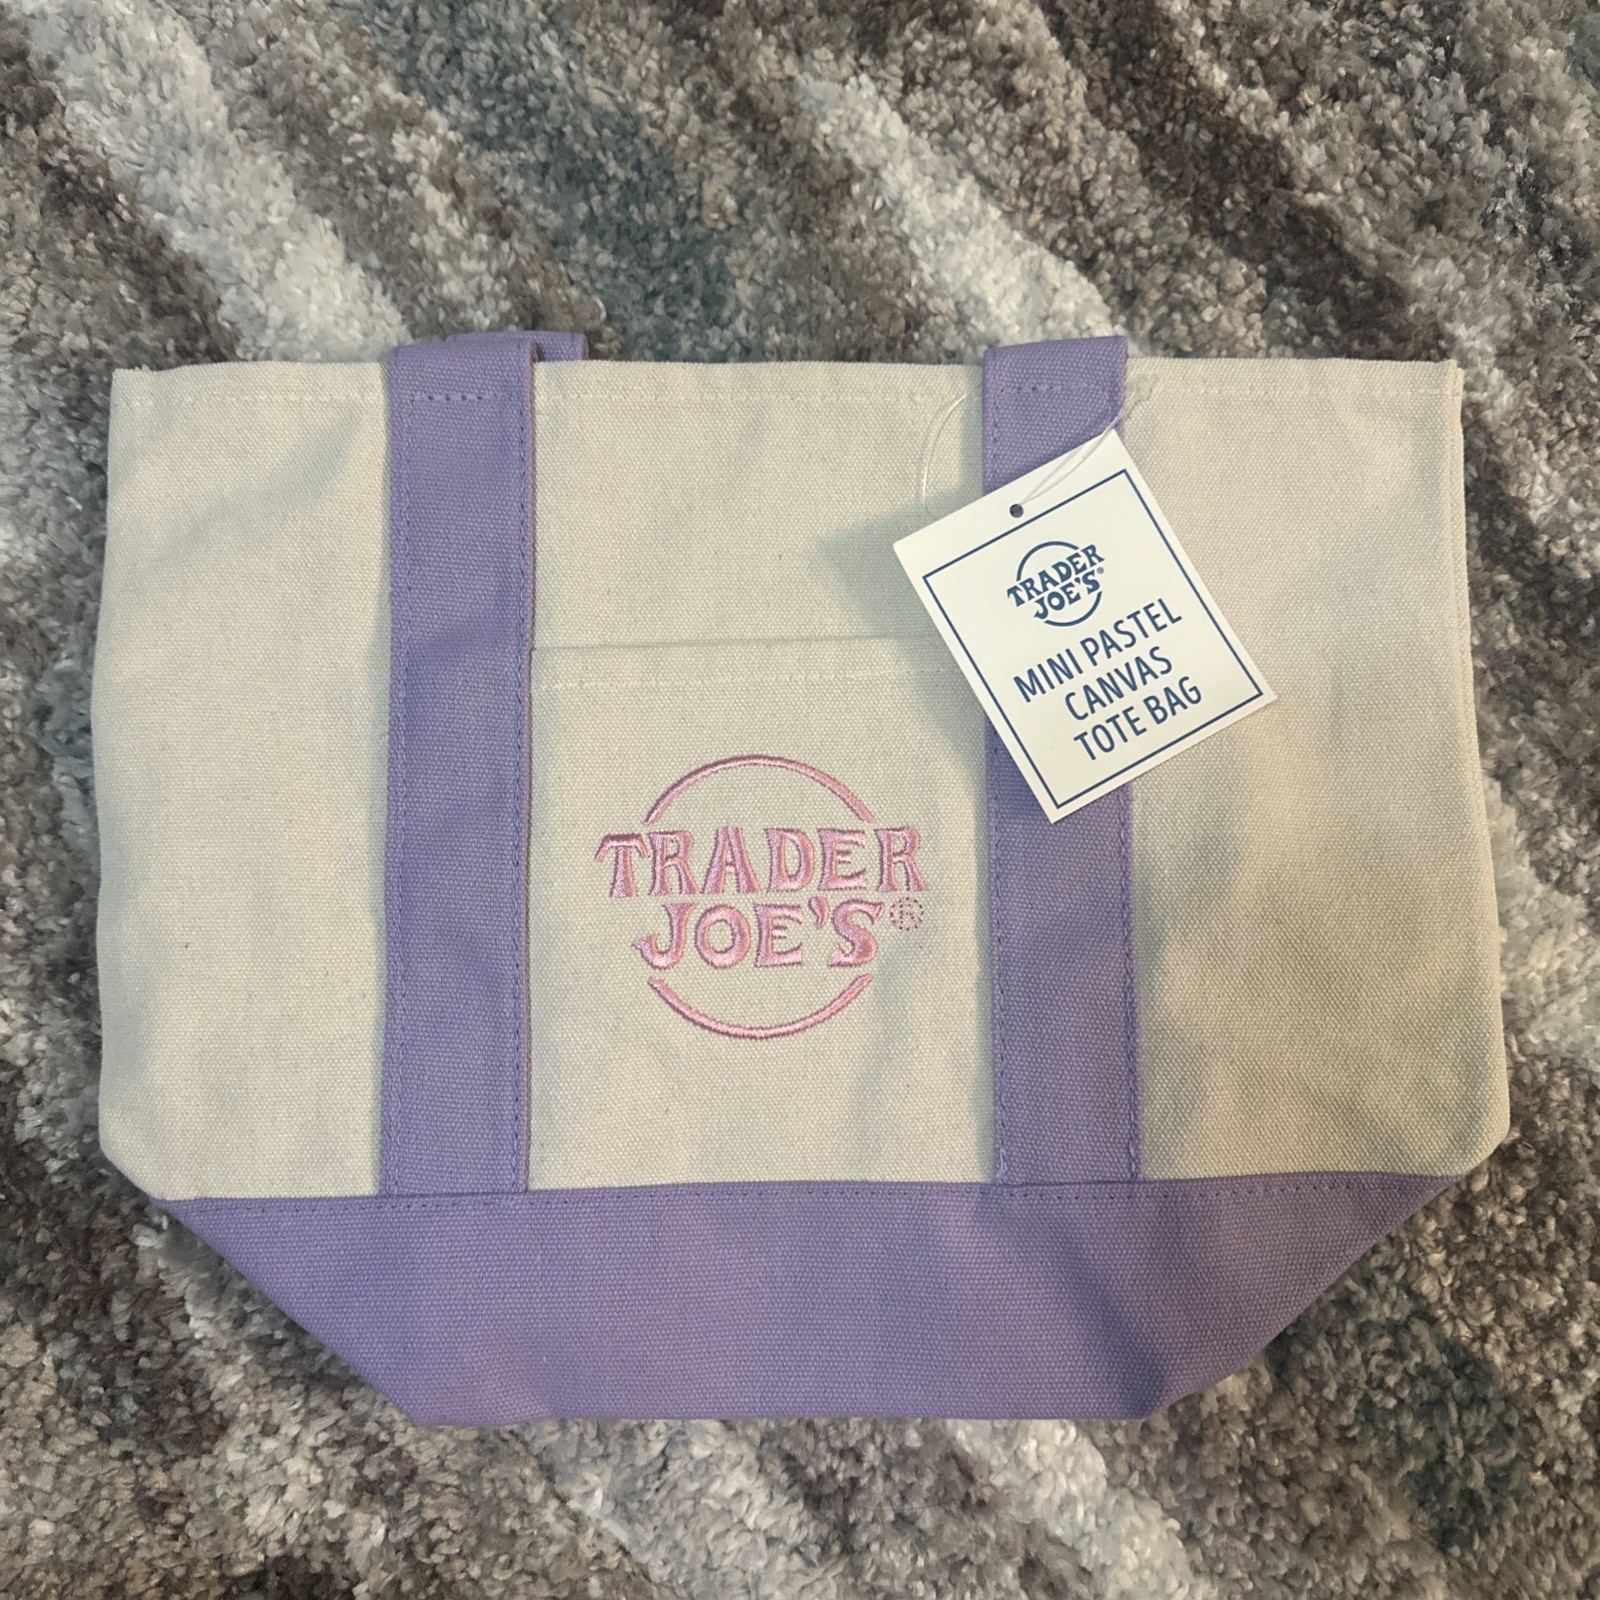 TRADER
JOE'S®
MINI PASTEL
CANVAS
TOTE BAG
TRADER
JOE'S®